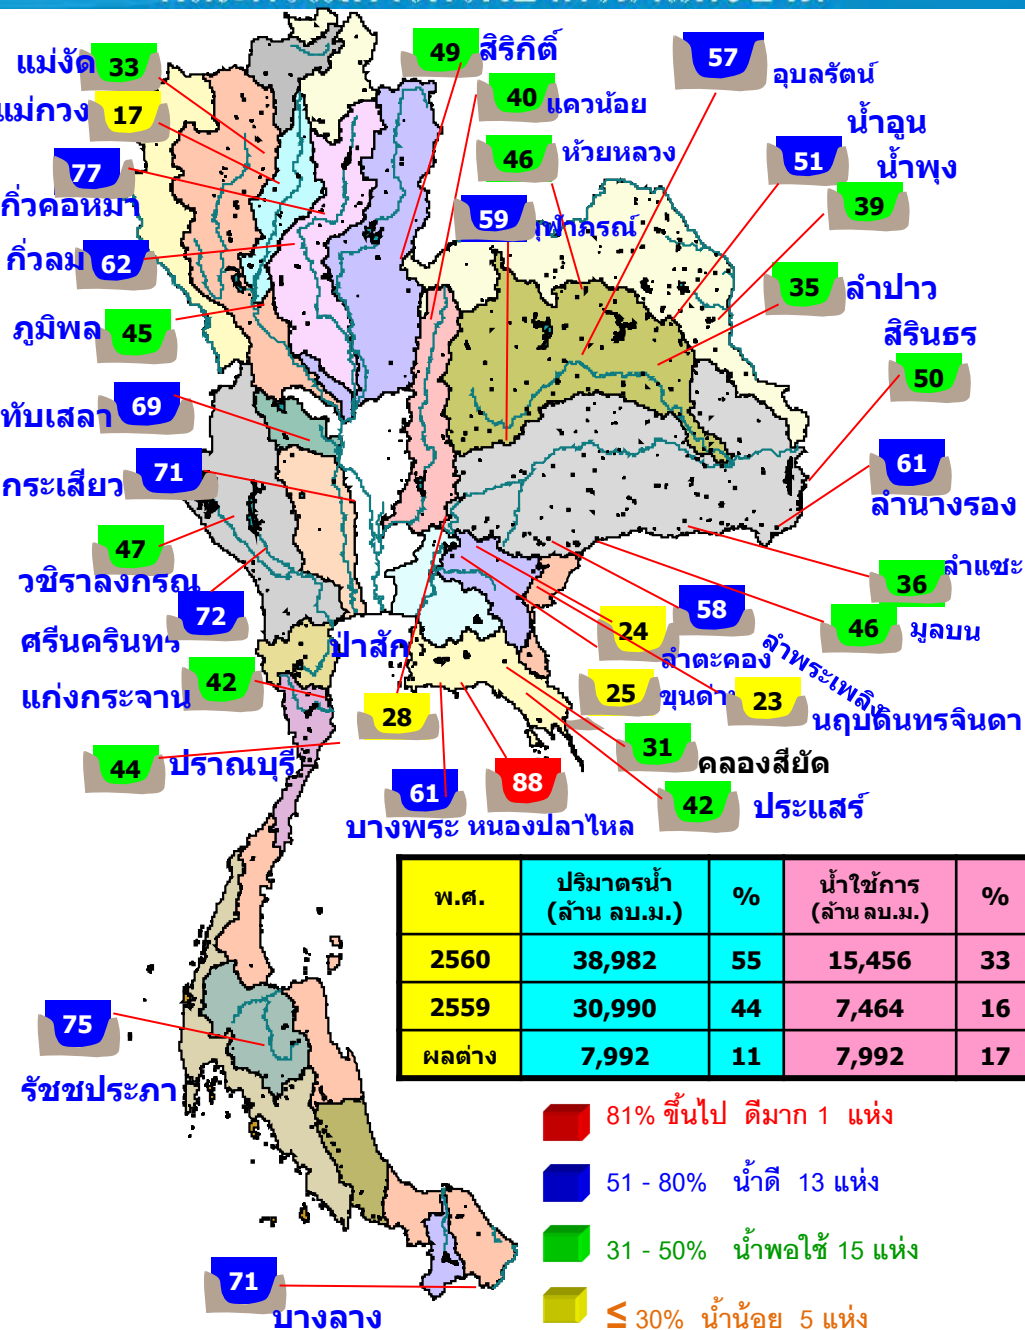 แม่งัด 33
49 สิริกิติ์
57 อุบลรัตน์
แม่กวง 17
40 แควน้อย
น้ำอูน
51
46 ห้วยหลวง
น้ำพุง
77
กิ่วคอหมา
59 จุฬาภรณ์
39
กิ่วลม 62
35 ลำปาว
ภูมิพล 45
สิรินธร
50
ทับเสลา 69
กระเสียว 71
61
ลำนางรอง
47
วชิราลงกรณ
36 ลำแซะ
72
ศรีนครินทร
58
46 มูลบน
24
ลำตะคอง
ป่าสัก
ลำพระเพลิง
แก่งกระจาน 42
25
28
23
นฤบดินทรจินดา
31
คลองสียัด
44 ปราณบุรี
61
บางพระ
88
หนองปลาไหล
42 ประแสร์
พ.ศ. ปริมาตรน้ำ (ล้าน ลบ.ม.) % น้ำใช้การ (ล้าน ลบ.ม.) %
2560 38,982 55 15,456 33
2559 30,990 44 7,464 16
ผลต่าง 7,992 11 7,992 17
75
รัชชประภา
81% ขึ้นไป ดีมาก 1 แห่ง
51 - 80% น้ำดี 13 แห่ง
31 - 50% น้ำพอใช้ 15 แห่ง
≤ 30% น้ำน้อย 5 แห่ง
71
บางลาง